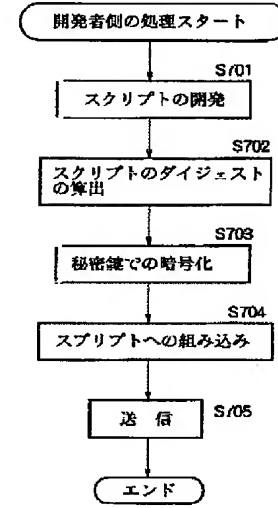 開発者側の処理スタート
S701
スクリプトの開発
S702
スクリプトのダイジェスト
の算出
S703
秘密鍵での暗号化
S704
スプリプトへの組み込み
送　信
S705
エンド